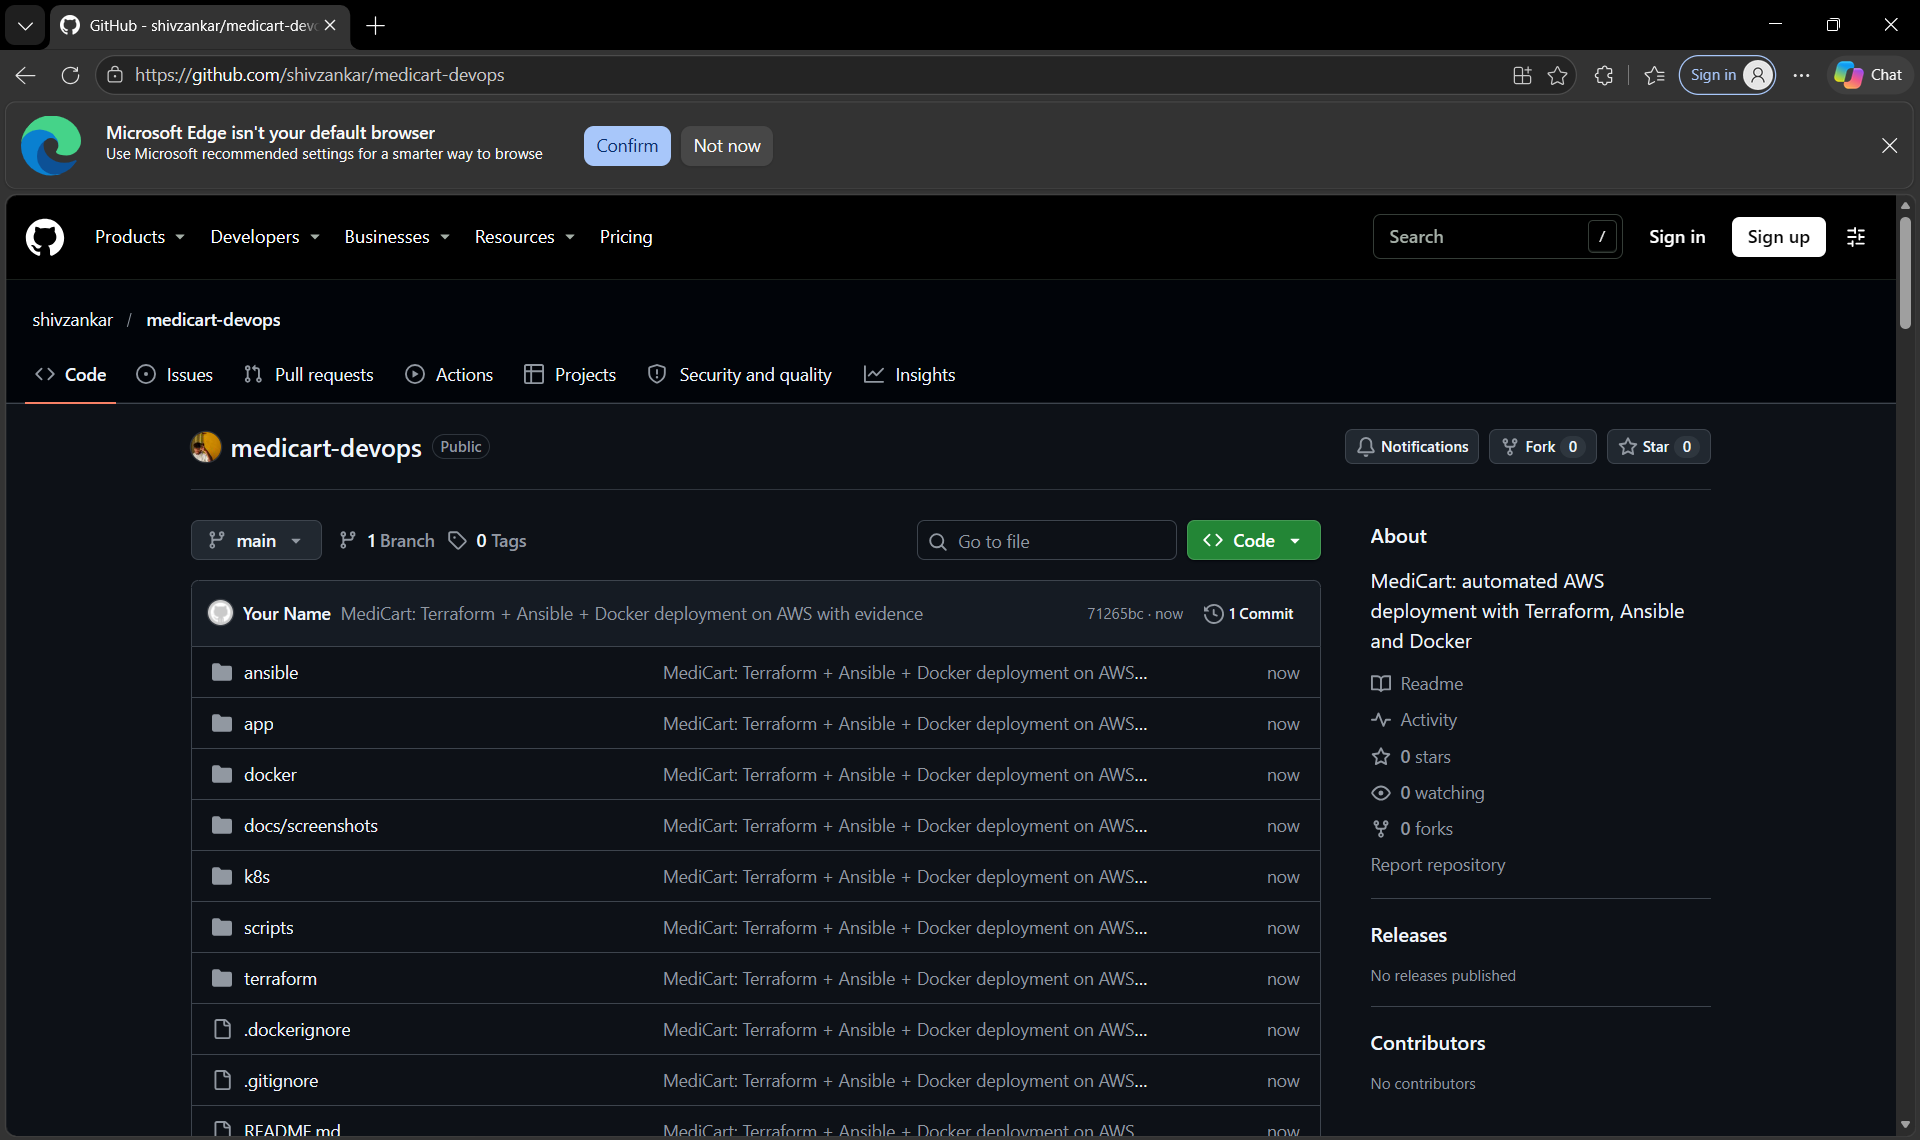 GitHub - shivzankar/medicart-dev
https://github.com/shivzankar/medicart-devops
Sign in
Chat
Microsoft Edge isn't your default browser
Use Microsoft recommended settings for a smarter way to browse
Confirm
Not now
Products
Developers
Businesses
Resources
Pricing
Search
/
Sign in
Sign up
shivzankar / medicart-devops
Code
Issues
Pull requests
Actions
Projects
Security and quality
Insights
medicart-devops
Public
Notifications
Fork 0
Star 0
main
1 Branch
0 Tags
Go to file
Code
Your Name MediCart: Terraform + Ansible + Docker deployment on AWS with evidence 71265bc · now 1 Commit
ansible MediCart: Terraform + Ansible + Docker deployment on AWS... now
app MediCart: Terraform + Ansible + Docker deployment on AWS... now
docker MediCart: Terraform + Ansible + Docker deployment on AWS... now
docs/screenshots MediCart: Terraform + Ansible + Docker deployment on AWS... now
k8s MediCart: Terraform + Ansible + Docker deployment on AWS... now
scripts MediCart: Terraform + Ansible + Docker deployment on AWS... now
terraform MediCart: Terraform + Ansible + Docker deployment on AWS... now
.dockerignore MediCart: Terraform + Ansible + Docker deployment on AWS... now
.gitignore MediCart: Terraform + Ansible + Docker deployment on AWS... now
README.md MediCart: Terraform + Ansible + Docker deployment on AWS... now
About
MediCart: automated AWS
deployment with Terraform, Ansible
and Docker
Readme
Activity
0 stars
0 watching
0 forks
Report repository
Releases
No releases published
Contributors
No contributors